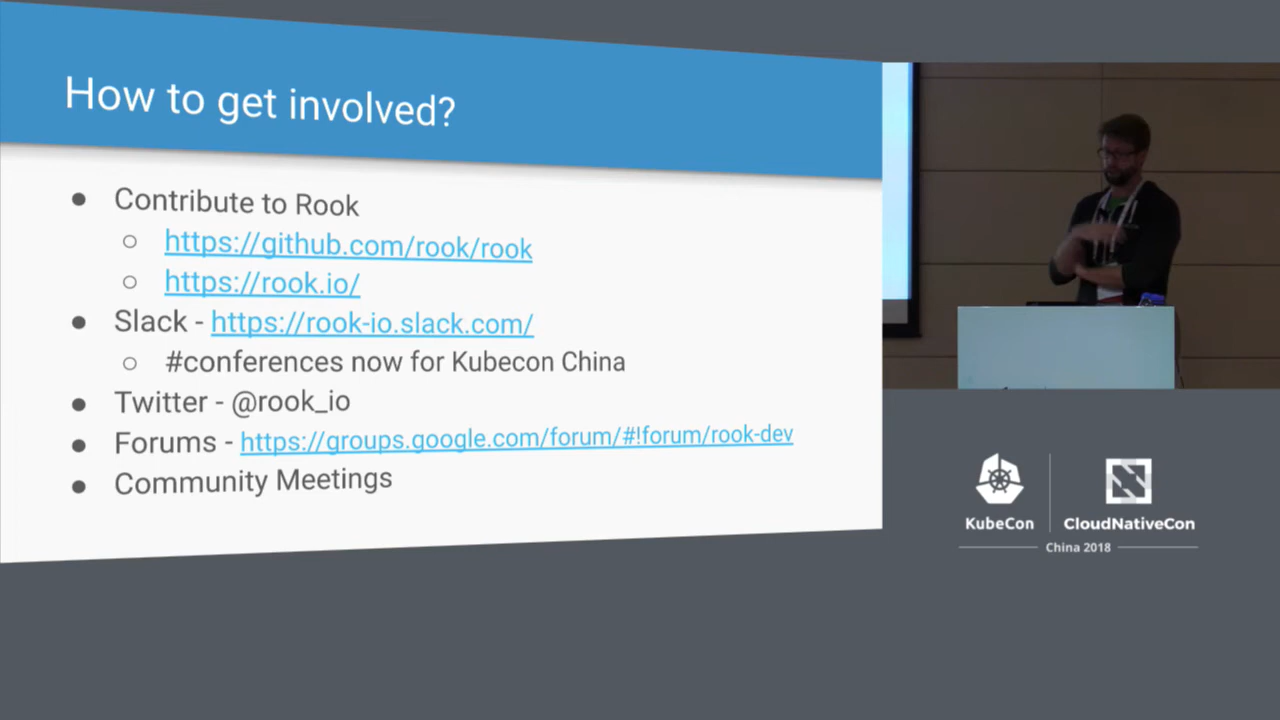 How to get involved?
● Contribute to Rook
○ https://github.com/rook/rook
○ https://rook.io/
● Slack - https://rook-io.slack.com/
○ #conferences now for Kubecon China
● Twitter - @rook_io
● Forums - https://groups.google.com/forum/#!forum/rook-dev
● Community Meetings
KubeCon
CloudNativeCon
China 2018